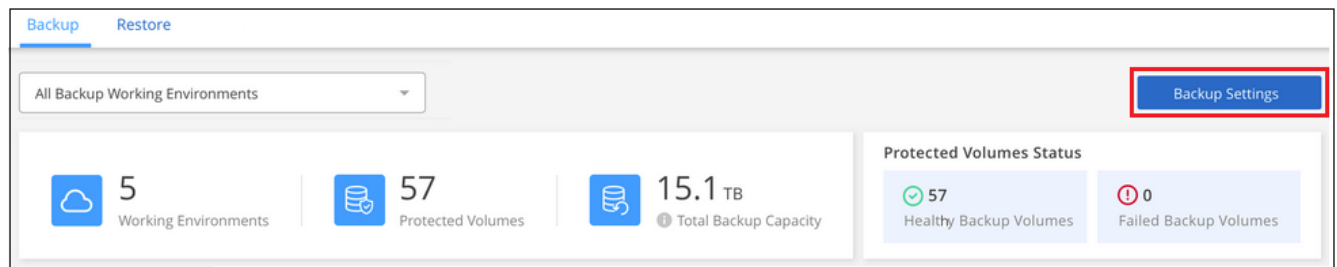 Backup Restore
All Backup Working Environments
Backup Settings
5
Working Environments
57
Protected Volumes
15.1 TB
Total Backup Capacity
Protected Volumes Status
57
Healthy Backup Volumes
0
Failed Backup Volumes